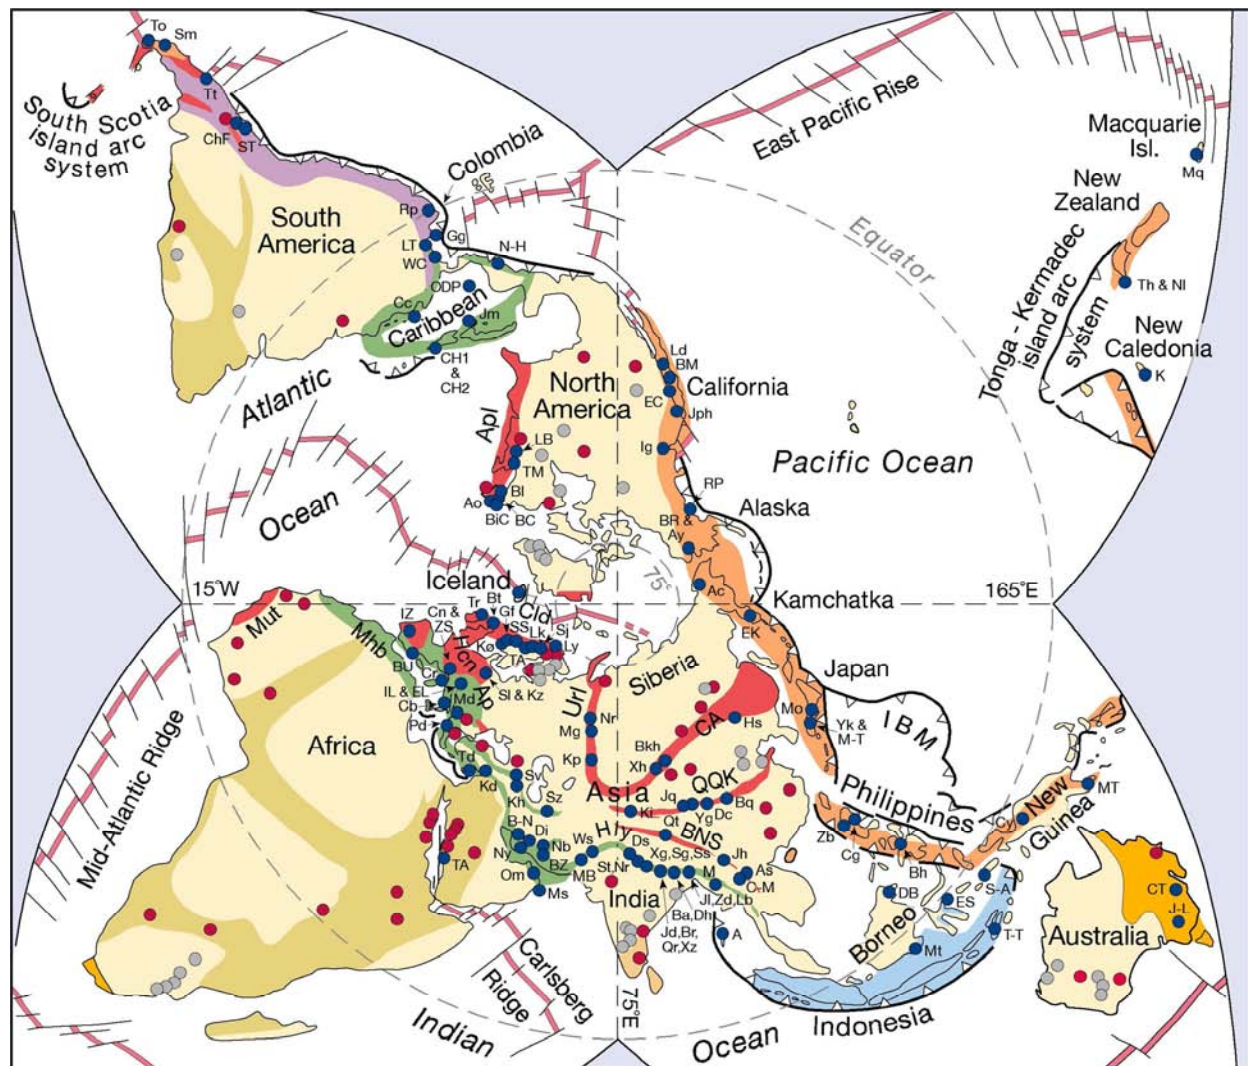 To
Sm
Tt
South Scotia
island arc
system
ChF
ST
Colombia
East Pacific Rise
Macquarie
Isl.
Mq
New
Zealand
Rp
South
America
Gg
LT
WC
N-H
Equator
ODP
Cc
Caribbean
Jm
Tonga - Kermadec
island arc
system
Th & NI
New
Caledonia
K
CH1
&
CH2
Atlantic
Ld
BM
North
America
California
EC
Jph
Apl
LB
TM
Ig
Pacific Ocean
Ocean
RP
Ao
BI
BiC
BC
BR &
Ay
Alaska
75°
15°W
165°E
Iceland
DI
Ac
Kamchatka
EK
Mut
Mhb
IZ
Cn &
ZS
Tr
Bt
Gf
SS
Cld
Lk
Sj
Kø
TA
Ly
Hcn
BU
Cr
IL & EL
Ap
Md
Cb
Sl & Kz
Pd
Siberia
Japan
Url
Nr
Mg
Kp
CA
Hs
Mo
Yk &
M-T
IBM
Bkh
Xh
Africa
Mid-Atlantic Ridge
Td
Kd
Sv
Kh
Sz
Asia
Jq
QQK
Kl
Qt
Yg
Dc
Bq
Philippines
New
Guinea
MT
Cy
B-N
Di
Nb
Ny
BZ
Om
Ms
Hly
BNS
Ws
Ds
MB
St,Nr
Xg,Sg,Ss
Jh
M
As
O-M
Jl,Zd,Lb
Zb
Cg
Bh
TA
India
Ba,Dh
Jd,Br,
Qr,Xz
A
DB
S-A
ES
Borneo
Mt
T-T
CT
J-L
Australia
Carlsberg
Ridge
75°E
Indian
Ocean
Indonesia